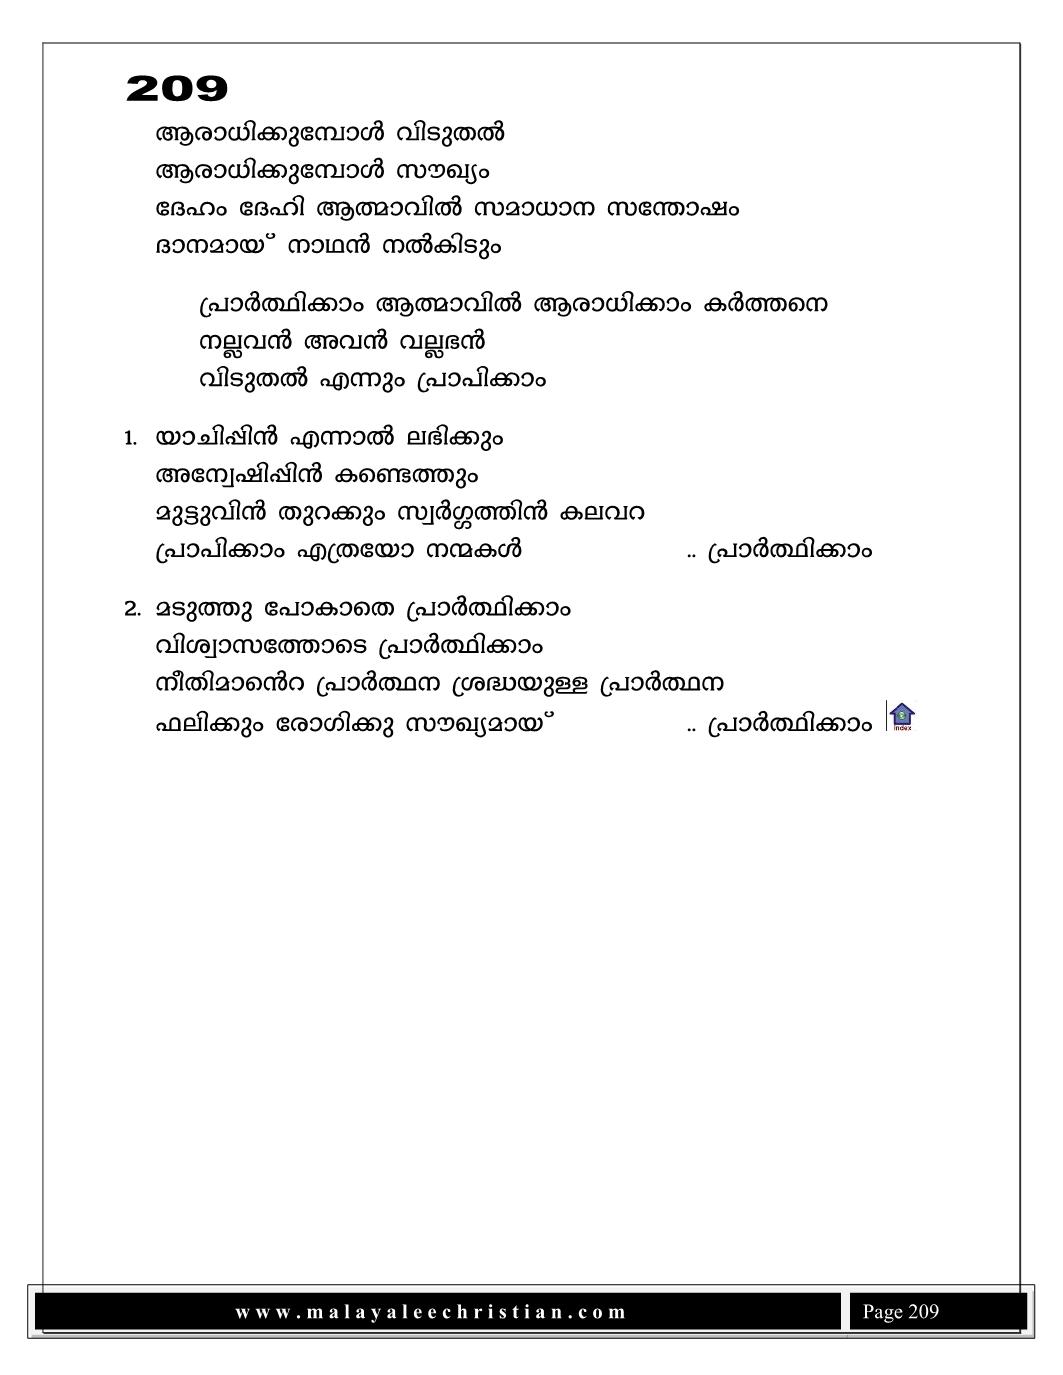 209
ആരാധിക്കുമ്പോൾ വിടുതൽ
ആരാധിക്കുമ്പോൾ സൗഖ്യം
ദേഹം ദേഹി ആത്മാവിൽ സമാധാന സന്തോഷം
ദാനമായ് നാഥൻ നൽകിടും
പ്രാർത്ഥിക്കാം ആത്മാവിൽ ആരാധിക്കാം കർത്തനെ
നല്ലവൻ അവൻ വല്ലഭൻ
വിടുതൽ എന്നും പ്രാപിക്കാം
1. യാചിപ്പിൻ എന്നാൽ ലഭിക്കും
അന്വേഷിപ്പിൻ കണ്ടെത്തും
മുട്ടുവിൻ തുറക്കും സ്വർഗ്ഗത്തിൻ കലവറ
പ്രാപിക്കാം എത്രയോ നന്മകൾ .. പ്രാർത്ഥിക്കാം
2. മടുത്തു പോകാതെ പ്രാർത്ഥിക്കാം
വിശ്വാസത്തോടെ പ്രാർത്ഥിക്കാം
നീതിമാൻെറ പ്രാർത്ഥന ശ്രദ്ധയുള്ള പ്രാർത്ഥന
ഫലിക്കും രോഗിക്കു സൗഖ്യമായ് .. പ്രാർത്ഥിക്കാം index
www.malayaleechristian.com Page 209